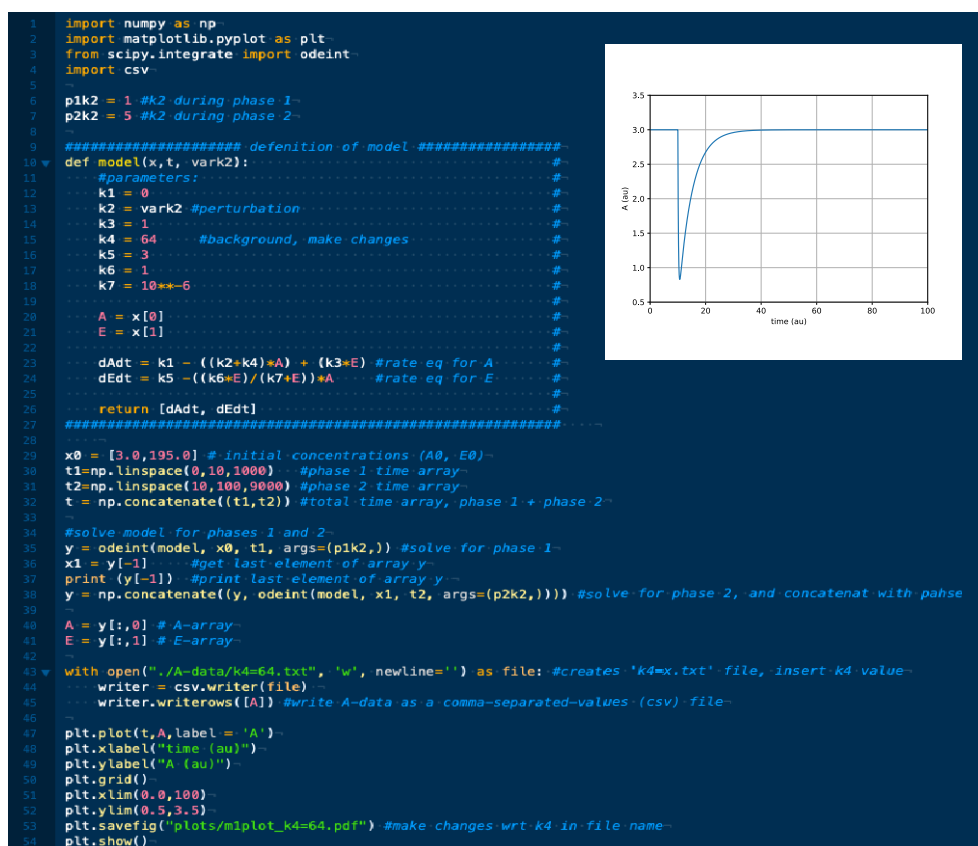 1 import numpy as np
2 import matplotlib.pyplot as plt
3 from scipy.integrate import odeint
4 import csv
5
6 p1k2 = 1 #k2 during phase 1
7 p2k2 = 5 #k2 during phase 2
8
9 ##################### defenition of model #################
10 def model(x,t, vark2): #
11 #parameters: #
12 k1 = 0 #
13 k2 = vark2 #perturbation #
14 k3 = 1 #
15 k4 = 64 #background, make changes #
16 k5 = 3 #
17 k6 = 1 #
18 k7 = 10**-6 #
19 #
20 A = x[0] #
21 E = x[1] #
22 #
23 dAdt = k1 - ((k2+k4)*A) + (k3*E) #rate eq for A #
24 dEdt = k5 -((k6*E)/(k7+E))*A #rate eq for E #
25 #
26 return [dAdt, dEdt] #
27 ###########################################################
28
29 x0 = [3.0,195.0] # initial concentrations (A0, E0)
30 t1=np.linspace(0,10,1000) #phase 1 time array
31 t2=np.linspace(10,100,9000) #phase 2 time array
32 t = np.concatenate((t1,t2)) #total time array, phase 1 + phase 2
33
34 #solve model for phases 1 and 2
35 y = odeint(model, x0, t1, args=(p1k2,)) #solve for phase 1
36 x1 = y[-1] #get last element of array y
37 print (y[-1]) #print last element of array y
38 y = np.concatenate((y, odeint(model, x1, t2, args=(p2k2,)))) #solve for phase 2, and concatenat with pahse
39
40 A = y[:,0] # A-array
41 E = y[:,1] # E-array
42
43 with open("./A-data/k4=64.txt", 'w', newline='') as file: #creates 'k4=x.txt' file, insert k4 value
44 writer = csv.writer(file)
45 writer.writerows([A]) #write A-data as a comma-separated-values (csv) file
46
47 plt.plot(t,A,label = 'A')
48 plt.xlabel("time (au)")
49 plt.ylabel("A (au)")
50 plt.grid()
51 plt.xlim(0.0,100)
52 plt.ylim(0.5,3.5)
53 plt.savefig("plots/m1plot_k4=64.pdf") #make changes wrt k4 in file name
54 plt.show()
3.5
3.0
2.5
2.0
1.5
1.0
0.5
A (au)
0 20 40 60 80 100
time (au)